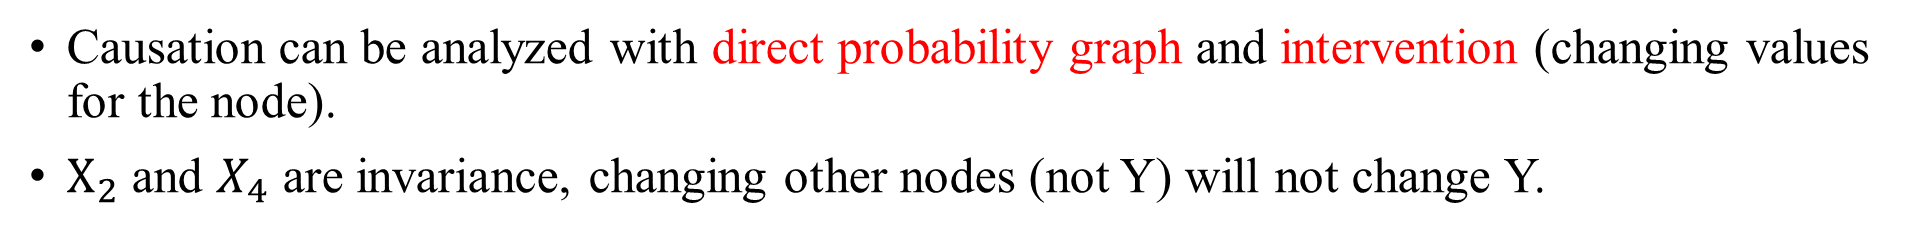 • Causation can be analyzed with direct probability graph and intervention (changing values
for the node).
• X₂ and X₄ are invariance, changing other nodes (not Y) will not change Y.